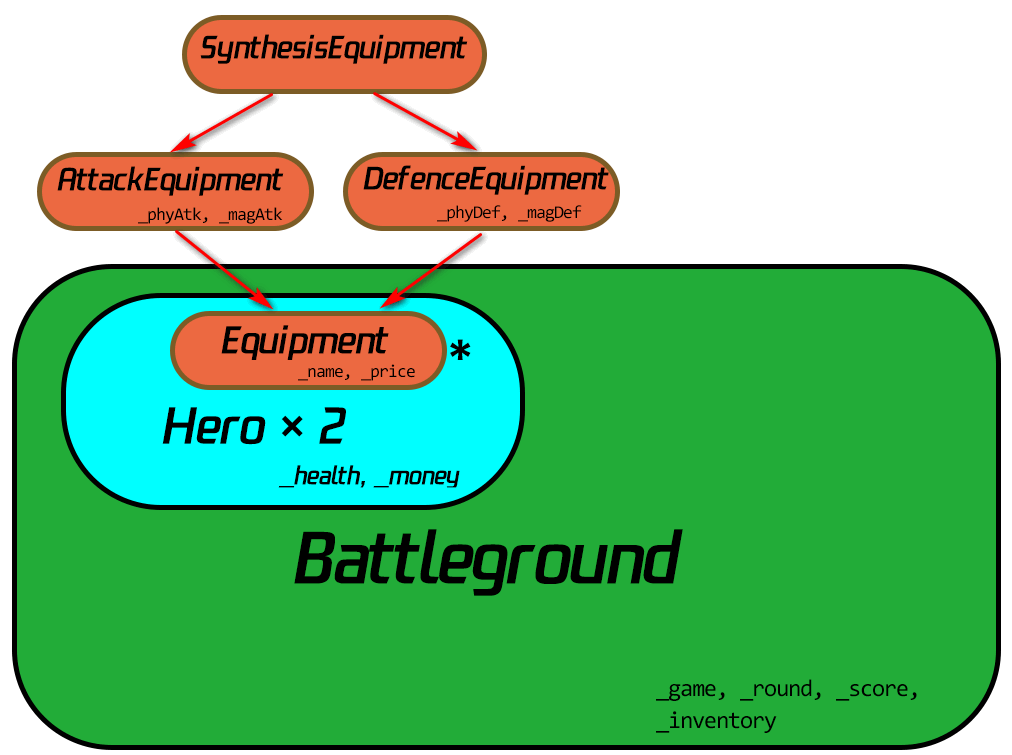 SynthesisEquipment
AttackEquipment
_phyAtk, _magAtk
DefenceEquipment
_phyDef, _magDef
Equipment
*
_name, _price
Hero × 2
_health, _money
Battleground
_game, _round, _score,
_inventory